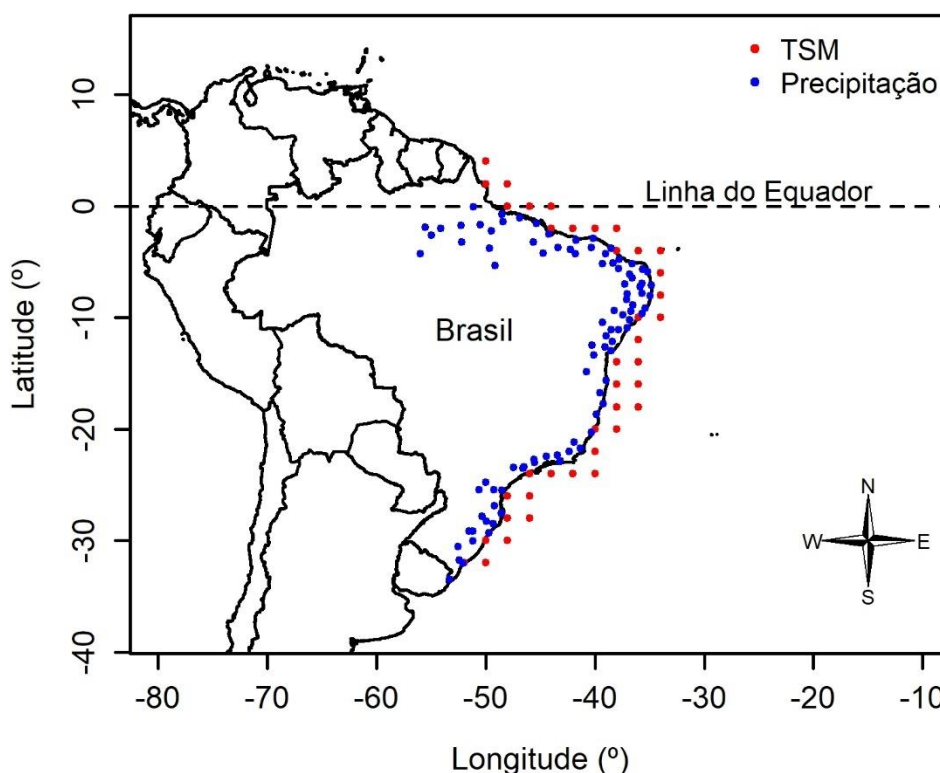 TSM
Precipitação
Linha do Equador
Brasil
N
W
E
S
Latitude (º)
10
0
-10
-20
-30
-40
-80
-70
-60
-50
-40
-30
-20
-10
Longitude (º)